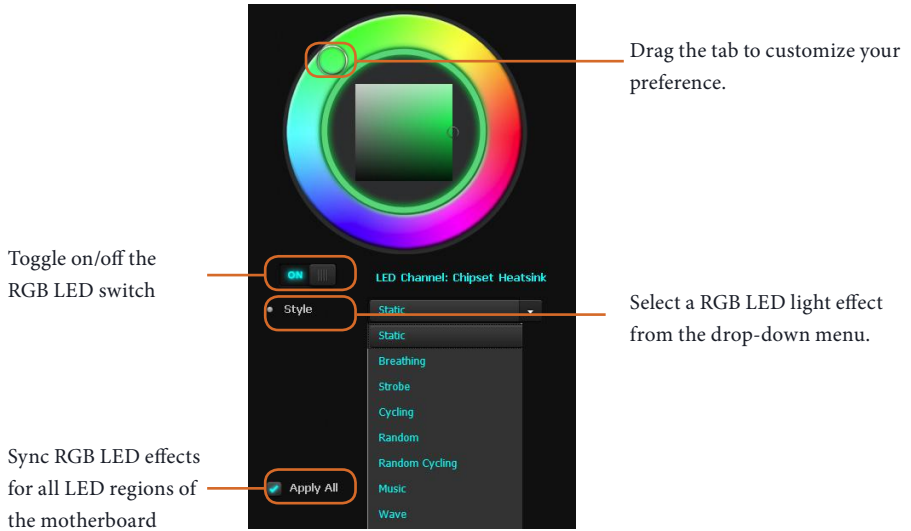 Drag the tab to customize your
preference.
Toggle on/off the
RGB LED switch
ON
LED Channel: Chipset Heatsink
Style
Static
Select a RGB LED light effect
from the drop-down menu.
Static
Breathing
Strobe
Cycling
Random
Random Cycling
Music
Wave
Sync RGB LED effects
for all LED regions of
the motherboard
Apply All